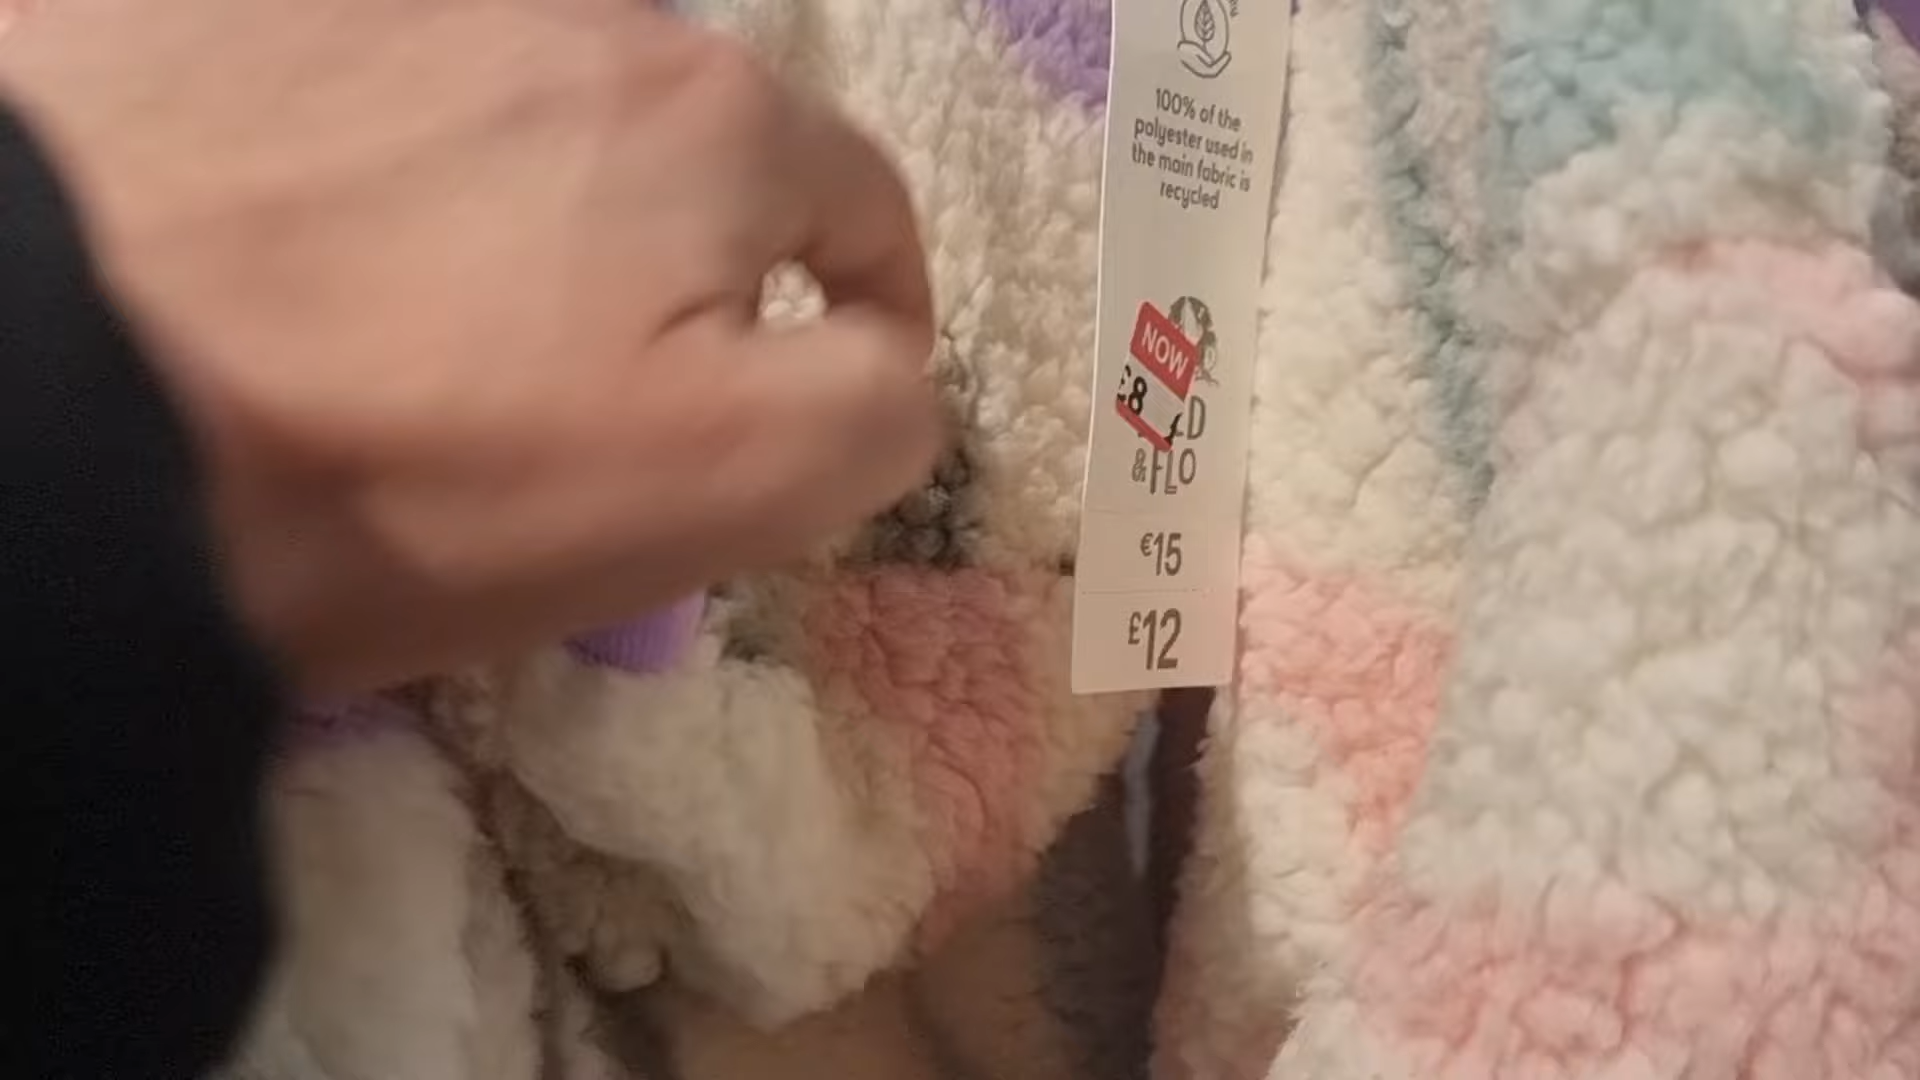 100% of the
polyester used in
the main fabric is
recycled
NOW
£8
&FLO
€15
£12